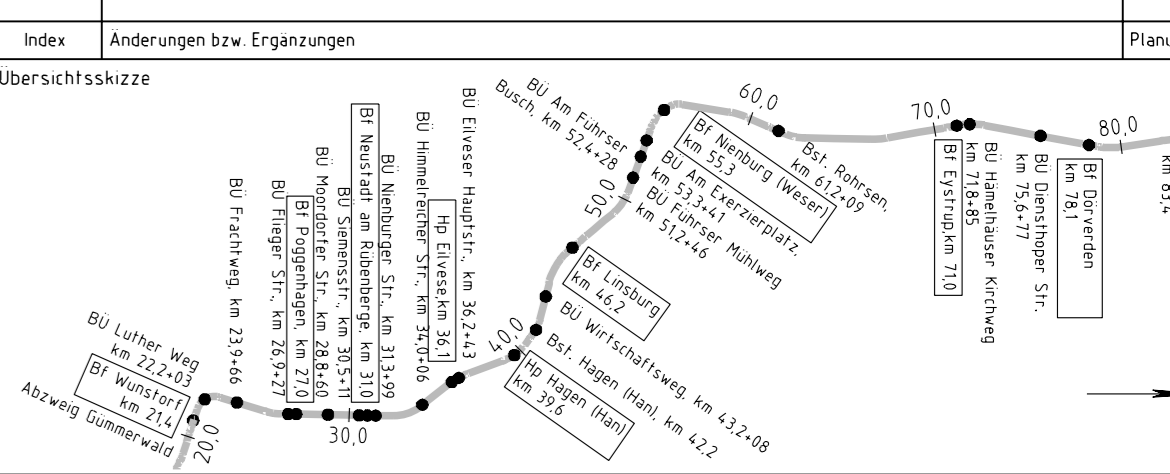 Index
Änderungen bzw. Ergänzungen
Übersichtsskizze
BÜ Luther Weg
km 22,2+03
Bf Wunstorf
km 21,4
Abzweig Gümmerwald
20,0
BÜ Frachtweg, km 23,9+66
BÜ Flieger Str., km 26,9+27
Bf Poggenhagen, km 27,0
BÜ Moordorfer Str., km 28,8+60
BÜ Siemensstr., km 30,5+11
30,0
Bf Neustadt am Rübenberge, km 31,0
BÜ Nienburger Str., km 31,3+99
BÜ Himmelreicher Str., km 34,0+06
Hp Eilvese,km 36,1
BÜ Eilveser Hauptstr., km 36,2+43
40,0
Hp Hagen (Han)
km 39,6
Bst. Hagen (Han), km 42,2
BÜ Wirtschaftsweg, km 43,2+08
Bf Linsburg
km 46,2
50,0
BÜ Führser Mühlweg
km 51,2+46
BÜ Am Führser
Busch, km 52,4+28
BÜ Am Exerzierplatz,
km 53,3+41
Bf Nienburg (Weser)
km 55,3
60,0
Bst. Rohrsen,
km 61,2+09
70,0
Bf Eystrup,km 71,0
BÜ Hämelhäuser Kirchweg
km 71,8+85
BÜ Diensthoper Str.
km 75,6+77
Bf Dörverden
km 78,1
80,0